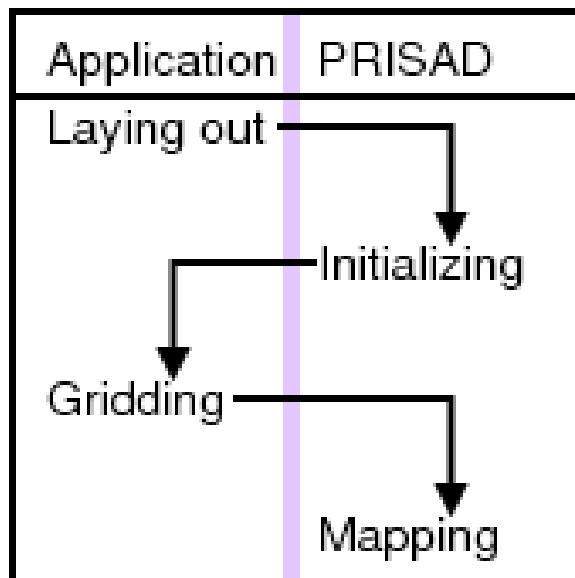 Application PRISAD
Laying out
Initializing
Gridding
Mapping